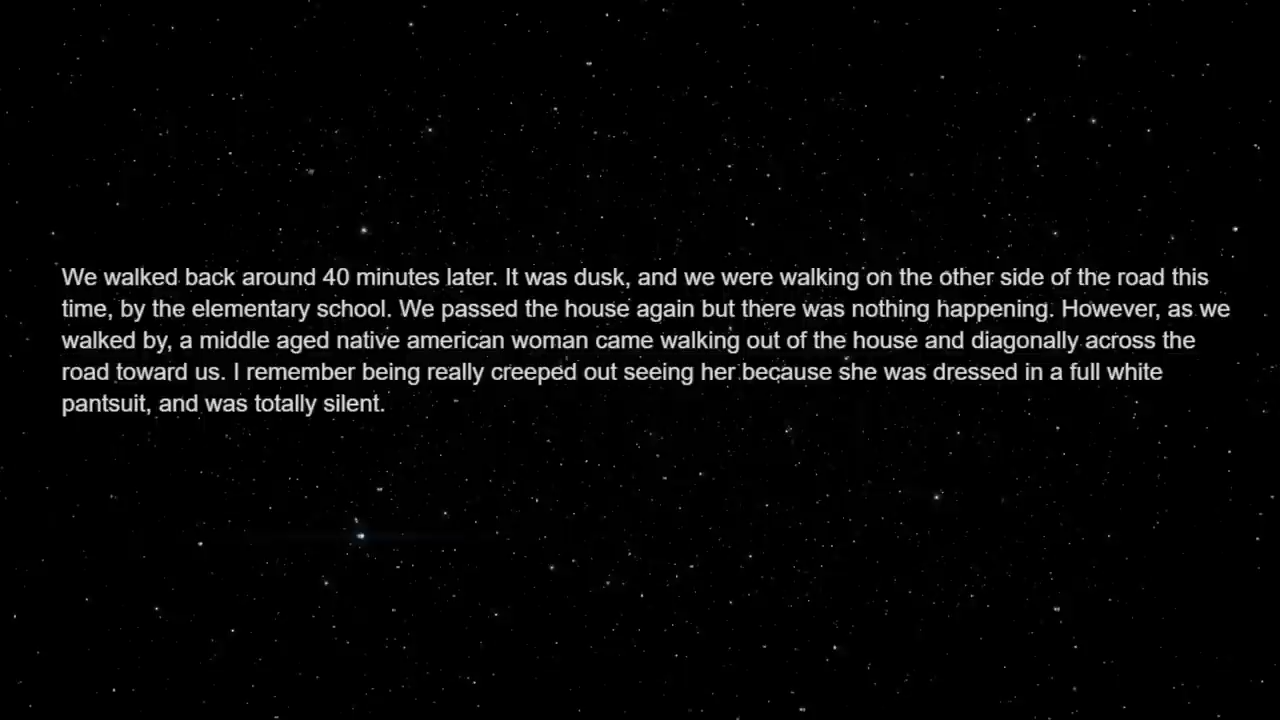 We walked back around 40 minutes later. It was dusk, and we were walking on the other side of the road this
time, by the elementary school. We passed the house again but there was nothing happening. However, as we
walked by, a middle aged native american woman came walking out of the house and diagonally across the
road toward us. I remember being really creeped out seeing her because she was dressed in a full white
pantsuit, and was totally silent.